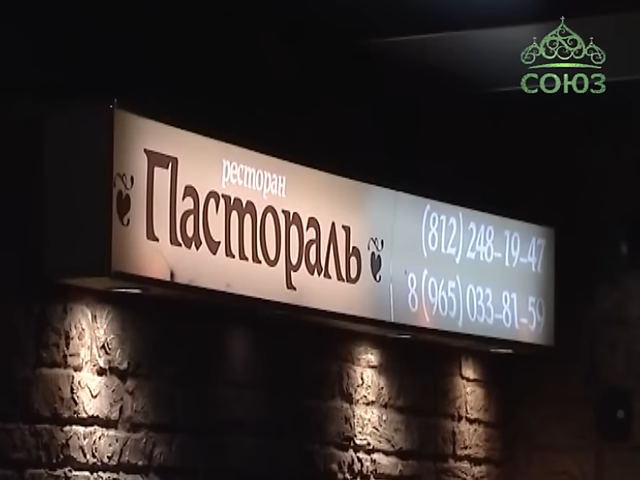 СОЮЗ
ресторан
Пастораль
(812) 248-19-47
8 (965) 033-81-59